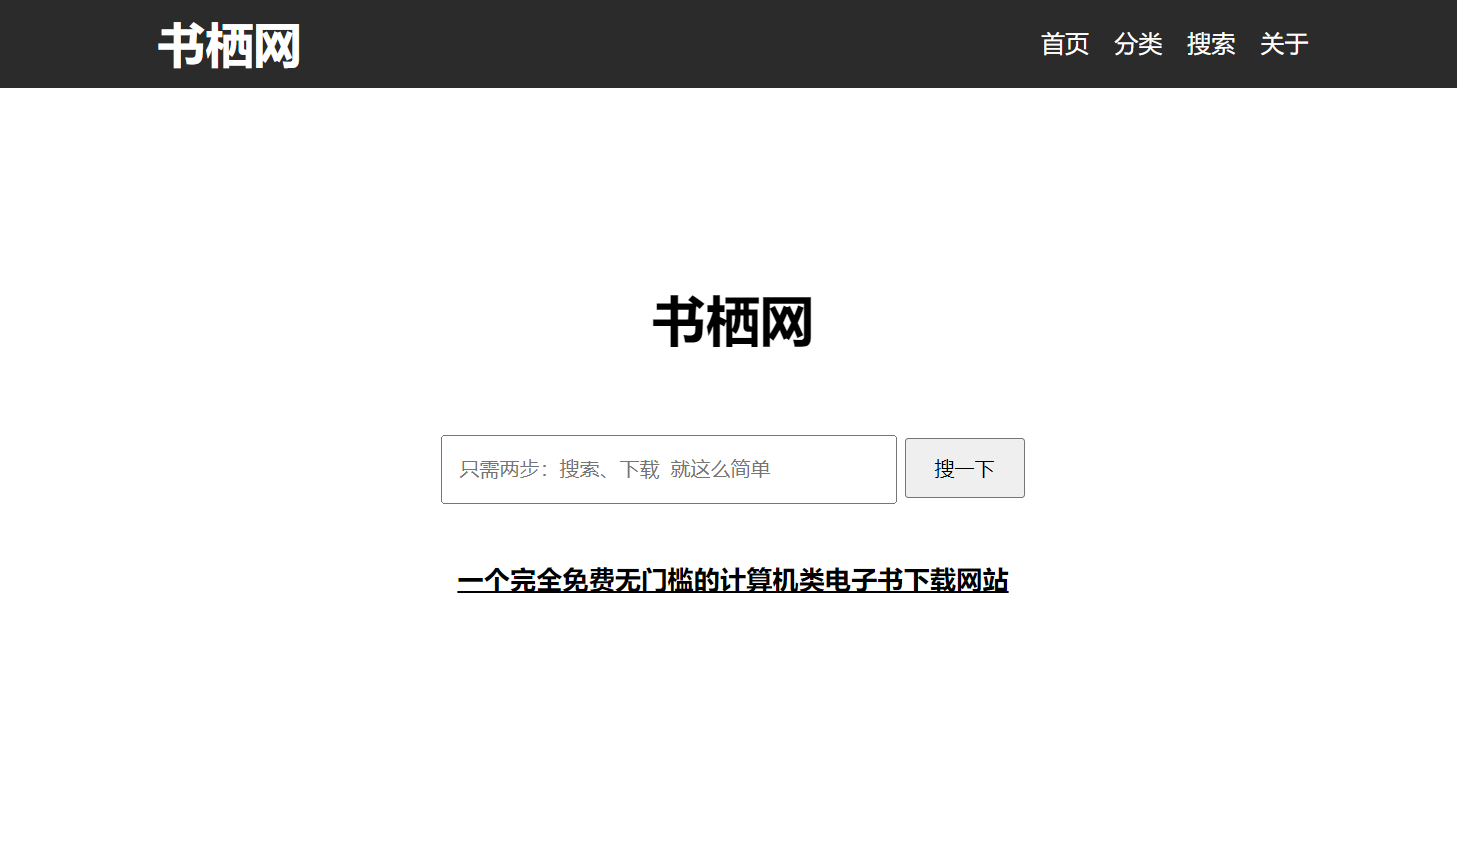 书栖网
首页 分类 搜索 关于
书栖网
只需两步：搜索、下载 就这么简单
搜一下
一个完全免费无门槛的计算机类电子书下载网站